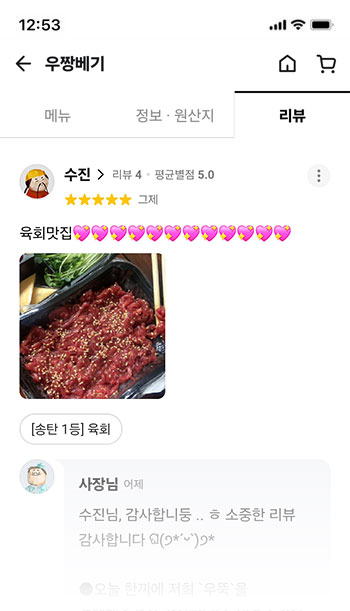 12:53
우짱베기
메뉴
정보 · 원산지
리뷰
수진 리뷰 4 · 평균별점 5.0
그제
육회맛집💖💖💖💖💖💖💖💖💖💖💖💖
[송탄 1등] 육회
사장님 어제
수진님, 감사합니둥 .. ㅎ 소중한 리뷰
감사합니다 ଘ(੭*ˊᵕˋ)੭*
●오늘 한끼에 저희 `우뚝`을